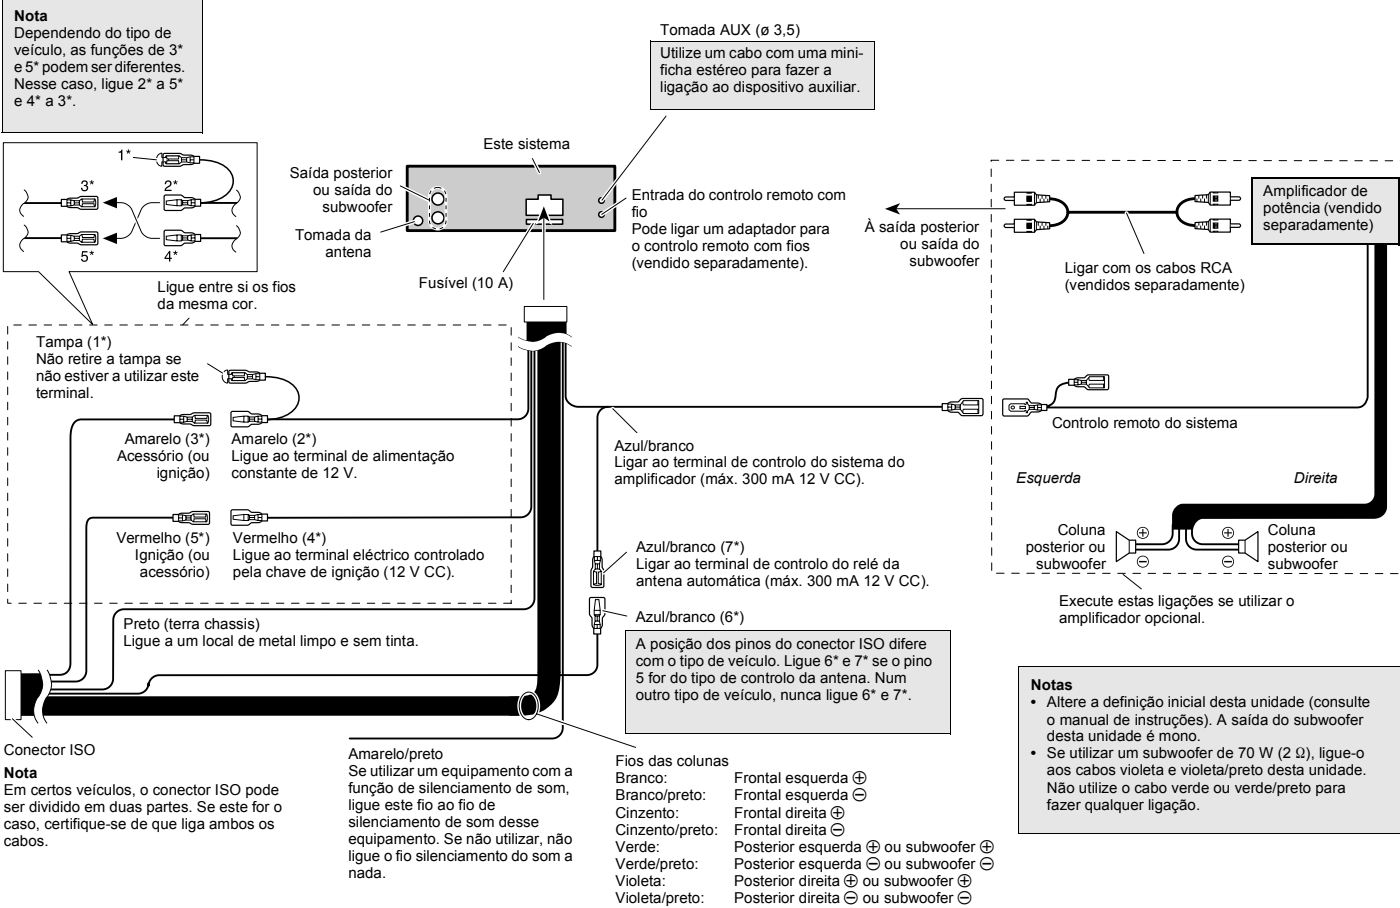 Nota
Dependendo do tipo de
veículo, as funções de 3*
e 5* podem ser diferentes.
Nesse caso, ligue 2* a 5*
e 4* a 3*.
1*
3*
2*
5*
4*
Ligue entre si os fios
da mesma cor.
Tomada AUX (ø 3,5)
Utilize um cabo com uma mini-
ficha estéreo para fazer a
ligação ao dispositivo auxiliar.
Este sistema
Saída posterior
ou saída do
subwoofer
Tomada da
antena
Fusível (10 A)
Entrada do controlo remoto com
fio
Pode ligar um adaptador para
o controlo remoto com fios
(vendido separadamente).
À saída posterior
ou saída do
subwoofer
Ligar com os cabos RCA
(vendidos separadamente)
Amplificador de
potência (vendido
separadamente)
Tampa (1*)
Não retire a tampa se
não estiver a utilizar este
terminal.
Amarelo (3*)
Acessório (ou
ignição)
Amarelo (2*)
Ligue ao terminal de alimentação
constante de 12 V.
Vermelho (5*)
Ignição (ou
acessório)
Vermelho (4*)
Ligue ao terminal eléctrico controlado
pela chave de ignição (12 V CC).
Preto (terra chassis)
Ligue a um local de metal limpo e sem tinta.
Azul/branco
Ligar ao terminal de controlo do sistema do
amplificador (máx. 300 mA 12 V CC).
Azul/branco (7*)
Ligar ao terminal de controlo do relé da
antena automática (máx. 300 mA 12 V CC).
Azul/branco (6*)
A posição dos pinos do conector ISO difere
com o tipo de veículo. Ligue 6* e 7* se o pino
5 for do tipo de controlo da antena. Num
outro tipo de veículo, nunca ligue 6* e 7*.
Controlo remoto do sistema
Esquerda
Direita
Coluna
posterior ou
subwoofer
⊕
⊖
⊕
⊖
Coluna
posterior ou
subwoofer
Execute estas ligações se utilizar o
amplificador opcional.
Conector ISO
Nota
Em certos veículos, o conector ISO pode
ser dividido em duas partes. Se este for o
caso, certifique-se de que liga ambos os
cabos.
Amarelo/preto
Se utilizar um equipamento com a
função de silenciamento de som,
ligue este fio ao fio de
silenciamento de som desse
equipamento. Se não utilizar, não
ligue o fio silenciamento do som a
nada.
Fios das colunas
Branco: Frontal esquerda ⊕
Branco/preto: Frontal esquerda ⊖
Cinzento: Frontal direita ⊕
Cinzento/preto: Frontal direita ⊖
Verde: Posterior esquerda ⊕ ou subwoofer ⊕
Verde/preto: Posterior esquerda ⊖ ou subwoofer ⊖
Violeta: Posterior direita ⊕ ou subwoofer ⊕
Violeta/preto: Posterior direita ⊖ ou subwoofer ⊖
Notas
• Altere a definição inicial desta unidade (consulte
o manual de instruções). A saída do subwoofer
desta unidade é mono.
• Se utilizar um subwoofer de 70 W (2 Ω), ligue-o
aos cabos violeta e violeta/preto desta unidade.
Não utilize o cabo verde ou verde/preto para
fazer qualquer ligação.